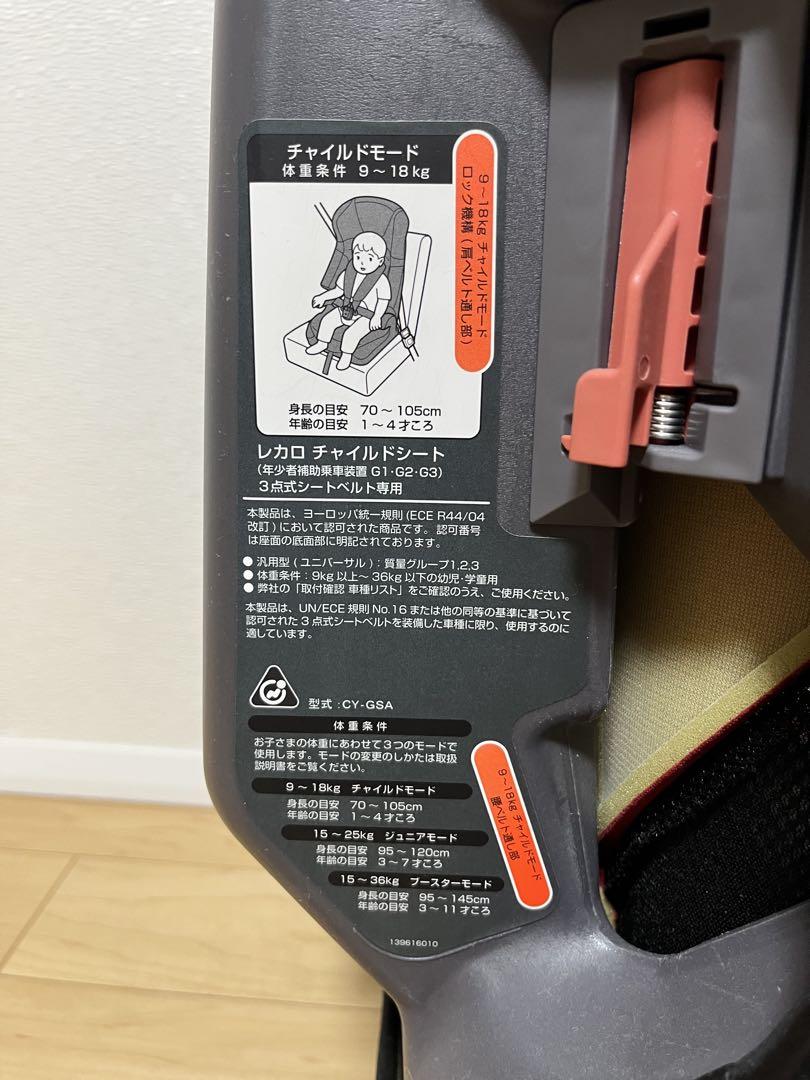 チャイルドモード
体重条件 9～18kg
9～18kg チャイルドモード
ロック機構（肩ベルト通し部）
身長の目安 70～105cm
年齢の目安 1～4才ころ
レカロ チャイルドシート
(年少者補助乗車装置 G1･G2･G3)
3点式シートベルト専用
本製品は、ヨーロッパ統一規則(ECE R44/04
改訂)において認可された商品です。認可番号
は座面の底面部に明記されております。
● 汎用型(ユニバーサル)：質量グループ1,2,3
● 体重条件：9kg以上～36kg以下の幼児･学童用
● 弊社の「取付確認 車種リスト」をご確認のうえ、ご使用ください。
本製品は、UN/ECE 規則 No.16 または他の同等の基準に基づいて
認可された3点式シートベルトを装備した車種に限り、使用するのに
適しています。
型式：CY-GSA
体重条件
お子さまの体重にあわせて3つのモードで
使用します。モードの変更のしかたは取扱
説明書をご覧ください。
9～18kg チャイルドモード
身長の目安 70～105cm
年齢の目安 1～4才ころ
15～25kg ジュニアモード
身長の目安 95～120cm
年齢の目安 3～7才ころ
15～36kg ブースターモード
身長の目安 95～145cm
年齢の目安 3～11才ころ
9～18kg チャイルドモード
腰ベルト通し部
139616010